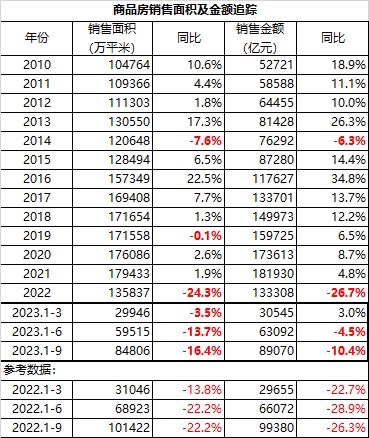 商品房销售面积及金额追踪
年份 销售面积(万平米) 同比 销售金额(亿元) 同比
2010 104764 10.6% 52721 18.9%
2011 109366 4.4% 58588 11.1%
2012 111303 1.8% 64455 10.0%
2013 130550 17.3% 81428 26.3%
2014 120648 -7.6% 76292 -6.3%
2015 128494 6.5% 87280 14.4%
2016 157349 22.5% 117627 34.8%
2017 169408 7.7% 133701 13.7%
2018 171654 1.3% 149973 12.2%
2019 171558 -0.1% 159725 6.5%
2020 176086 2.6% 173613 8.7%
2021 179433 1.9% 181930 4.8%
2022 135837 -24.3% 133308 -26.7%
2023.1-3 29946 -3.5% 30545 3.0%
2023.1-6 59515 -13.7% 63092 -4.5%
2023.1-9 84806 -16.4% 89070 -10.4%
参考数据:
2022.1-3 31046 -13.8% 29655 -22.7%
2022.1-6 68923 -22.2% 66072 -28.9%
2022.1-9 101422 -22.2% 99380 -26.3%